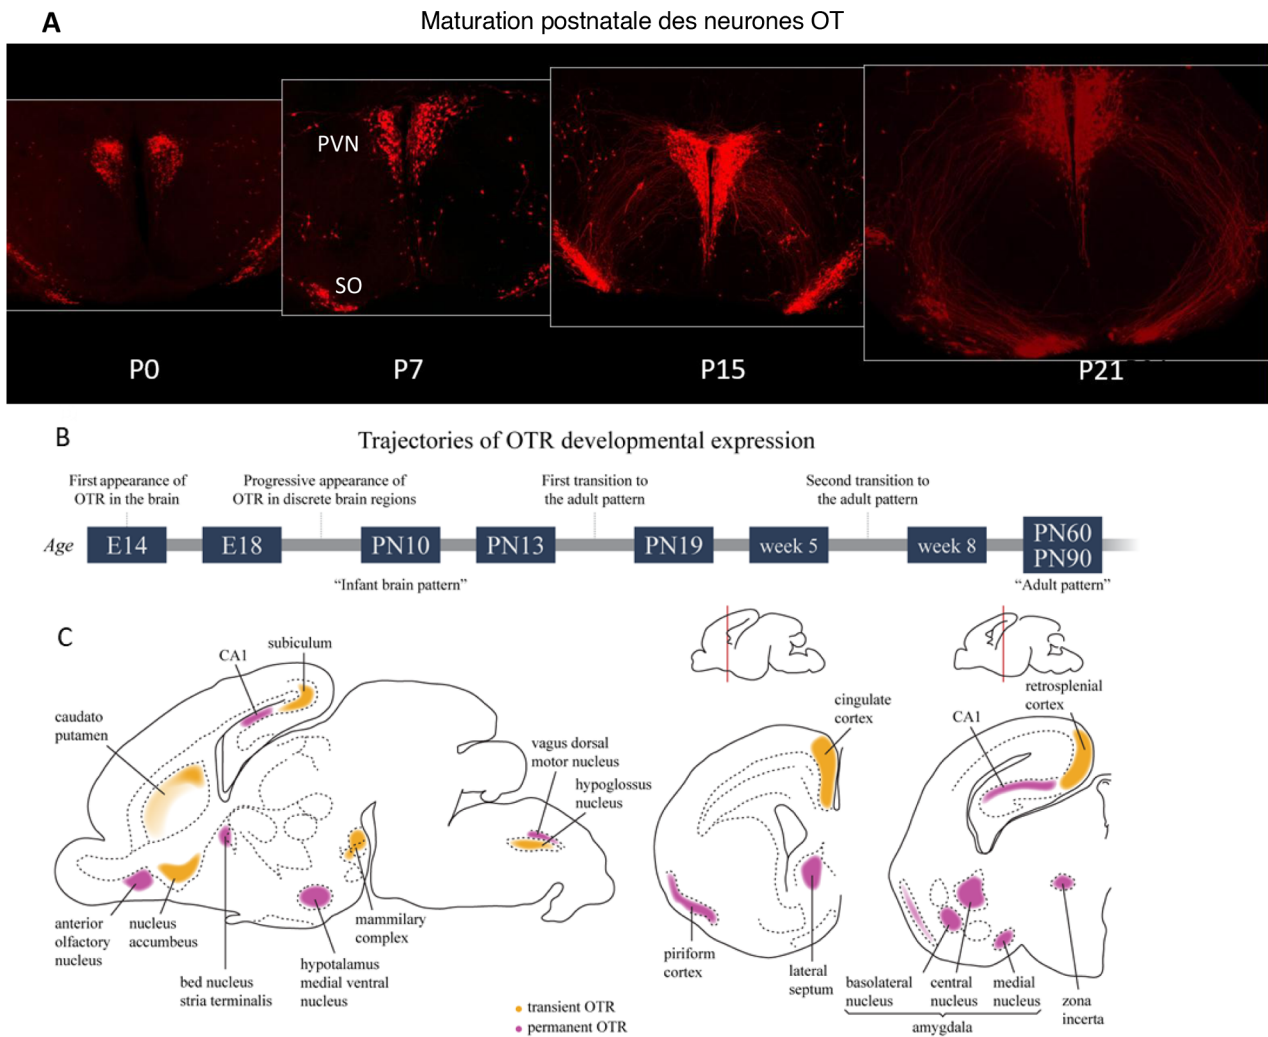 A
Maturation postnatale des neurones OT
PVN
SO
P0
P7
P15
P21
B
Trajectories of OTR developmental expression
First appearance of
OTR in the brain
Progressive appearance of
OTR in discrete brain regions
First transition to
the adult pattern
Second transition to
the adult pattern
Age
E14
E18
PN10
PN13
PN19
week 5
week 8
PN60
PN90
"Infant brain pattern"
"Adult pattern"
C
subiculum
CA1
caudato
putamen
vagus dorsal
motor nucleus
hypoglossus
nucleus
anterior
olfactory
nucleus
nucleus
accumbeus
bed nucleus
stria terminalis
hypotalamus
medial ventral
nucleus
mammilary
complex
cingulate
cortex
piriform
cortex
lateral
septum
retrosplenial
cortex
CA1
basolateral
nucleus
central
nucleus
medial
nucleus
amygdala
zona
incerta
transient OTR
permanent OTR